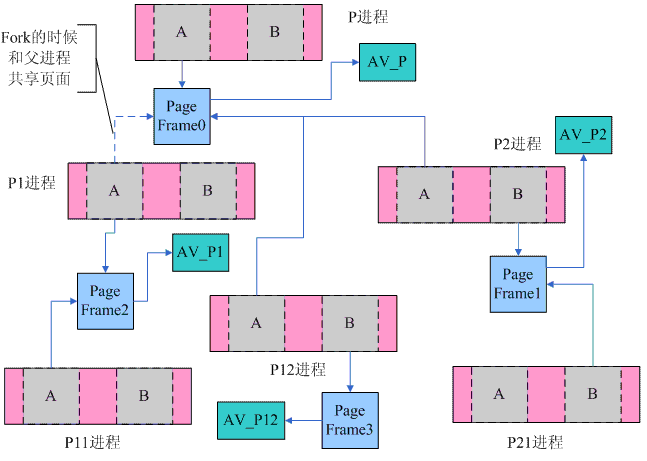 P进程
Fork的时候
和父进程
共享页面
A
B
AV_P
Page
Frame0
AV_P2
P1进程
P2进程
A
B
A
B
AV_P1
Page
Frame2
Page
Frame1
A
B
P12进程
A
B
A
B
Page
Frame3
AV_P12
P11进程
P21进程